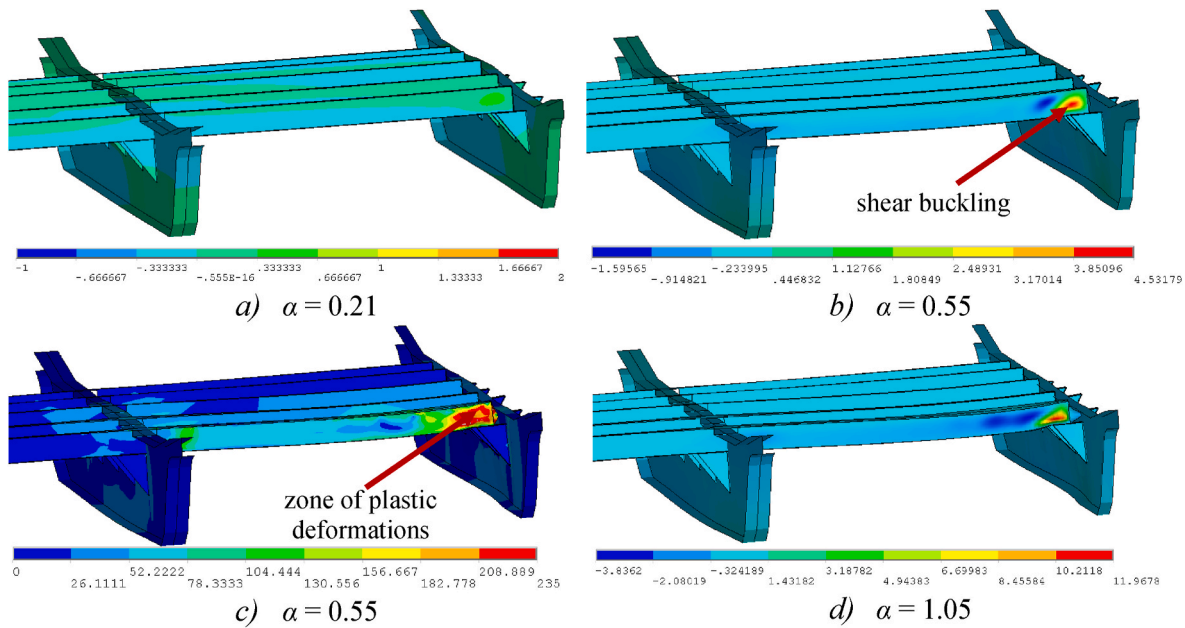 shear buckling
-1 -.333333 .333333 1 1.66667
-.666667 -.555E-16 .666667 1.33333 2
-1.59565 -.233995 1.12766 2.48931 3.85096
-.914821 .446832 1.80849 3.17014 4.53179
a) α = 0.21
b) α = 0.55
zone of plastic
deformations
0 52.2222 104.444 156.667 208.889
26.1111 78.3333 130.556 182.778 235
-3.8362 -.324189 3.18782 6.69983 10.2118
-2.08019 1.43182 4.94383 8.45584 11.9678
c) α = 0.55
d) α = 1.05